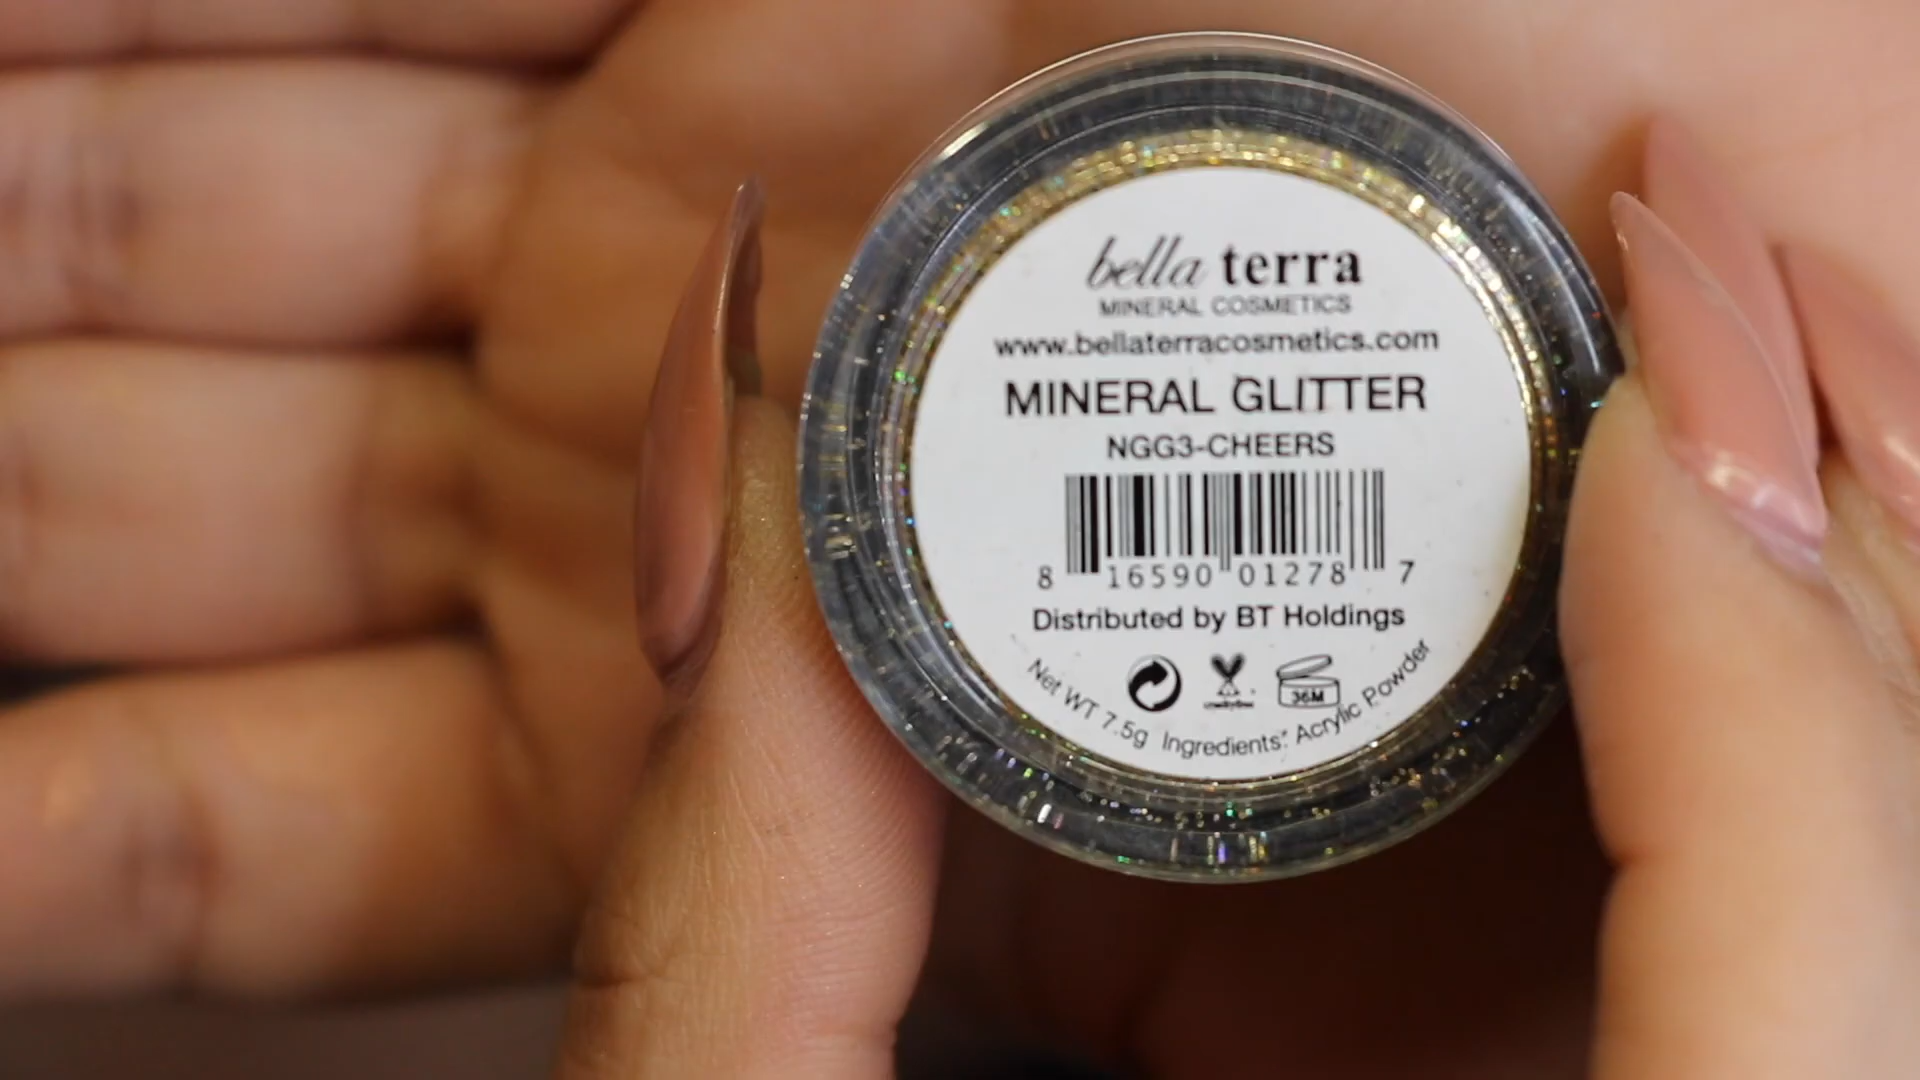 bella terra
MINERAL COSMETICS
www.bellaterracosmetics.com
MINERAL GLITTER
NGG3-CHEERS
8 16590 01278 7
Distributed by BT Holdings
36M
Net WT 7.5g Ingredients: Acrylic Powder